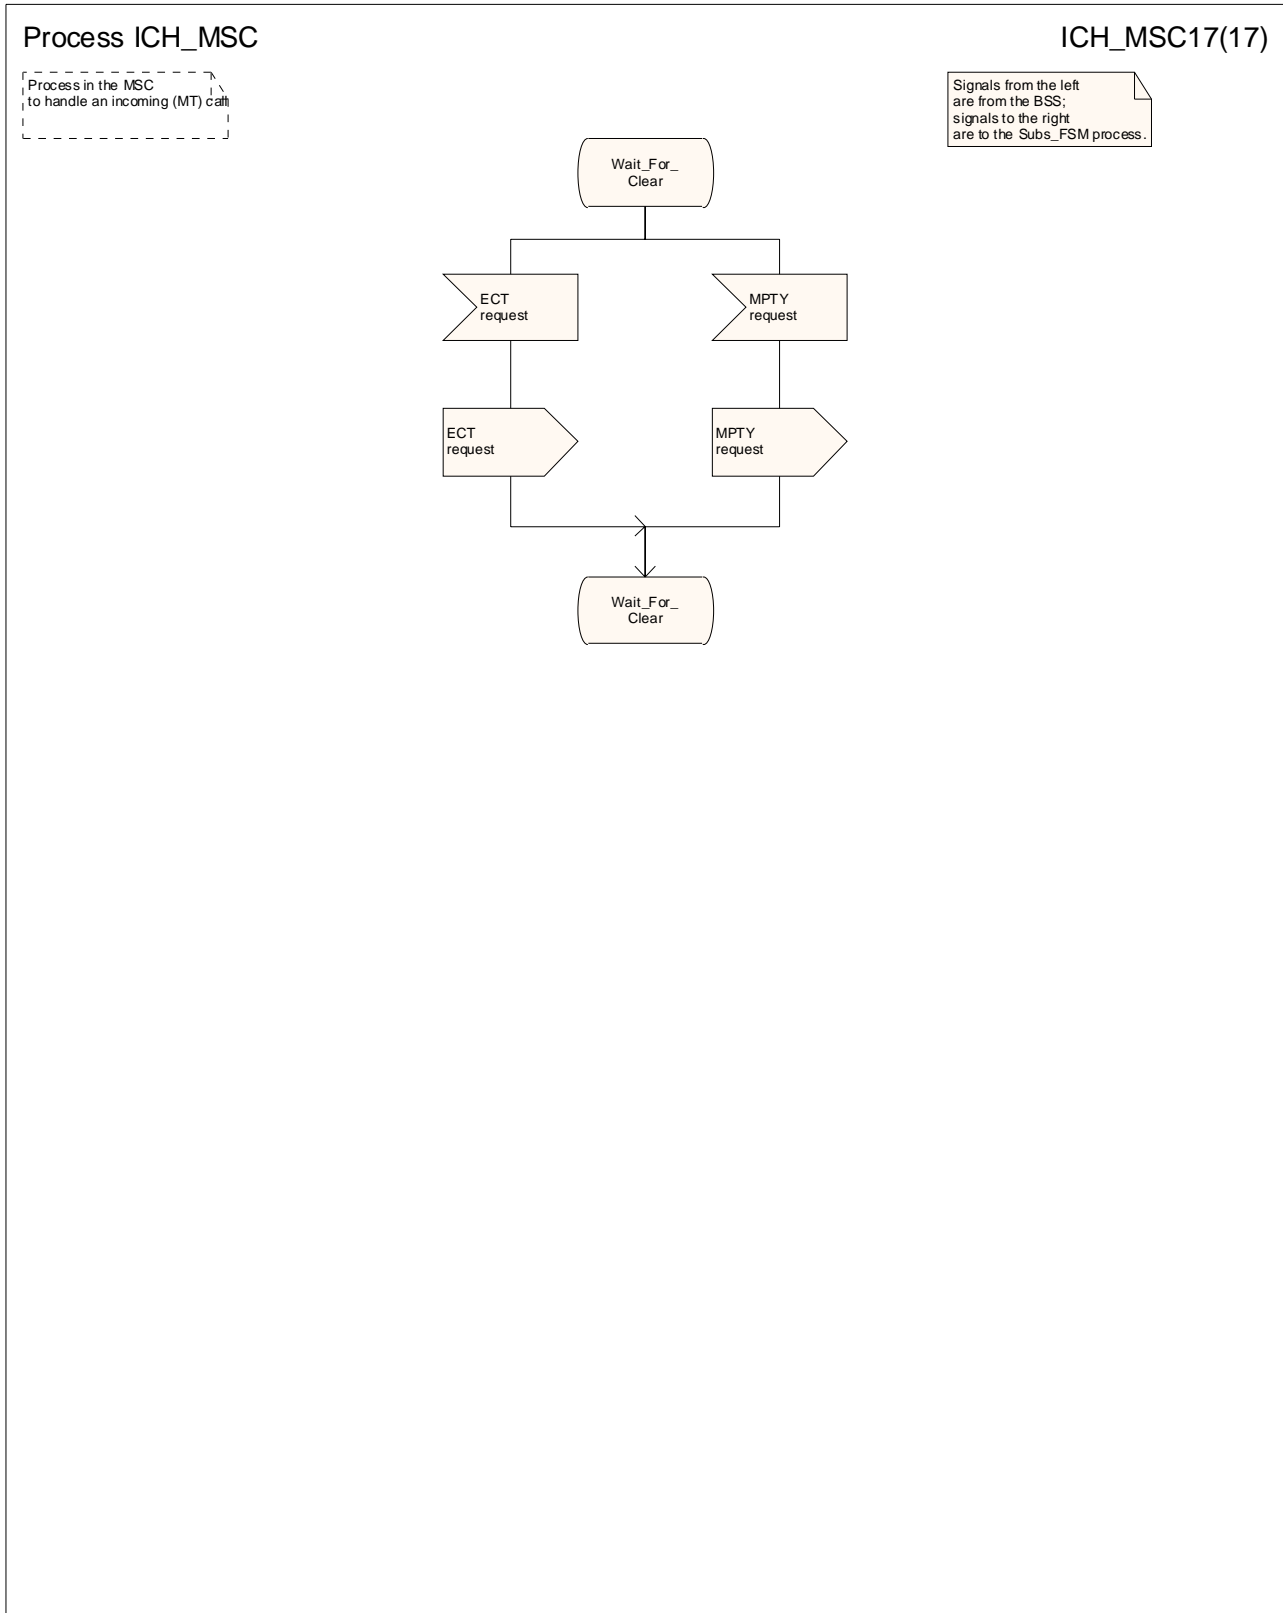 Process ICH_MSC
ICH_MSC17(17)
Process in the MSC
to handle an incoming (MT) call
Signals from the left
are from the BSS;
signals to the right
are to the Subs_FSM process.
Wait_For_
Clear
ECT
request
MPTY
request
ECT
request
MPTY
request
Wait_For_
Clear